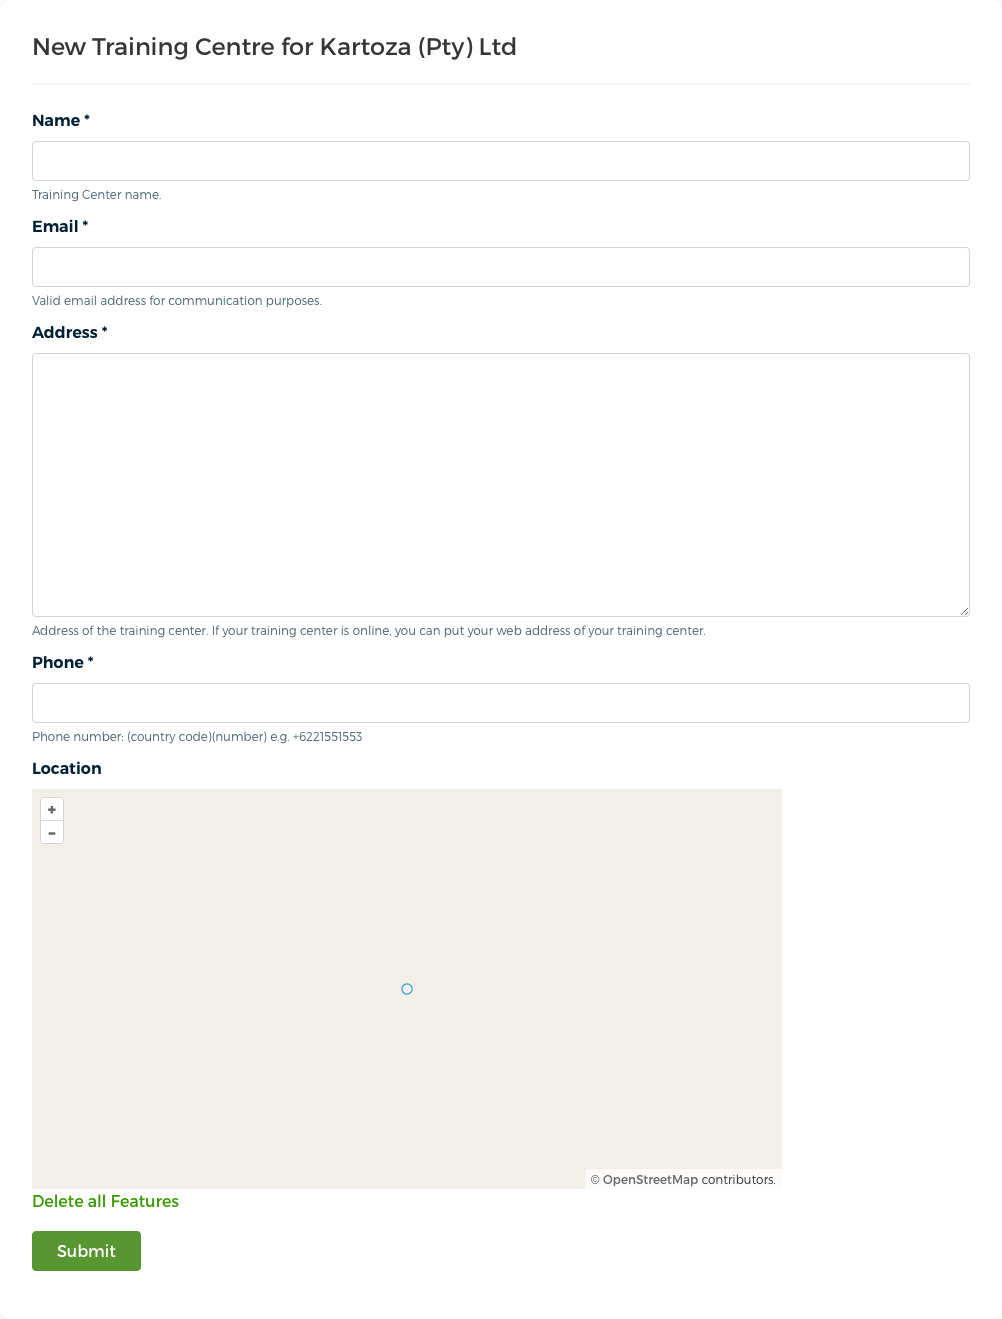 New Training Centre for Kartoza (Pty) Ltd
Name *
Training Center name.
Email *
Valid email address for communication purposes.
Address *
Address of the training center. If your training center is online, you can put your web address of your training center.
Phone *
Phone number: (country code)(number) e.g. +6221551553
Location
+
−
© OpenStreetMap contributors.
Delete all Features
Submit